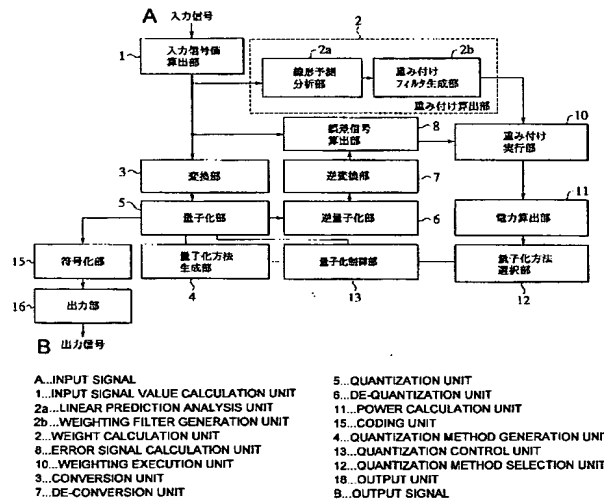 A
入力信号
1
入力信号値
算出部
2
2a
線形予測
分析部
2b
重み付け
フィルタ生成部
重み付け算出部
8
誤差信号
算出部
10
重み付け
実行部
3
変換部
逆変換部
7
11
電力算出部
5
量子化部
逆量子化部
6
15
符号化部
量子化方法
生成部
4
量子化制御部
13
量子化方法
選択部
12
16
出力部
B
出力信号
A...INPUT SIGNAL
1...INPUT SIGNAL VALUE CALCULATION UNIT
2a...LINEAR PREDICTION ANALYSIS UNIT
2b...WEIGHTING FILTER GENERATION UNIT
2...WEIGHT CALCULATION UNIT
8...ERROR SIGNAL CALCULATION UNIT
10...WEIGHTING EXECUTION UNIT
3...CONVERSION UNIT
7...DE-CONVERSION UNIT
5...QUANTIZATION UNIT
6...DE-QUANTIZATION UNIT
11...POWER CALCULATION UNIT
15...CODING UNIT
4...QUANTIZATION METHOD GENERATION UNIT
13...QUANTIZATION CONTROL UNIT
12...QUANTIZATION METHOD SELECTION UNIT
16...OUTPUT UNIT
B...OUTPUT SIGNAL